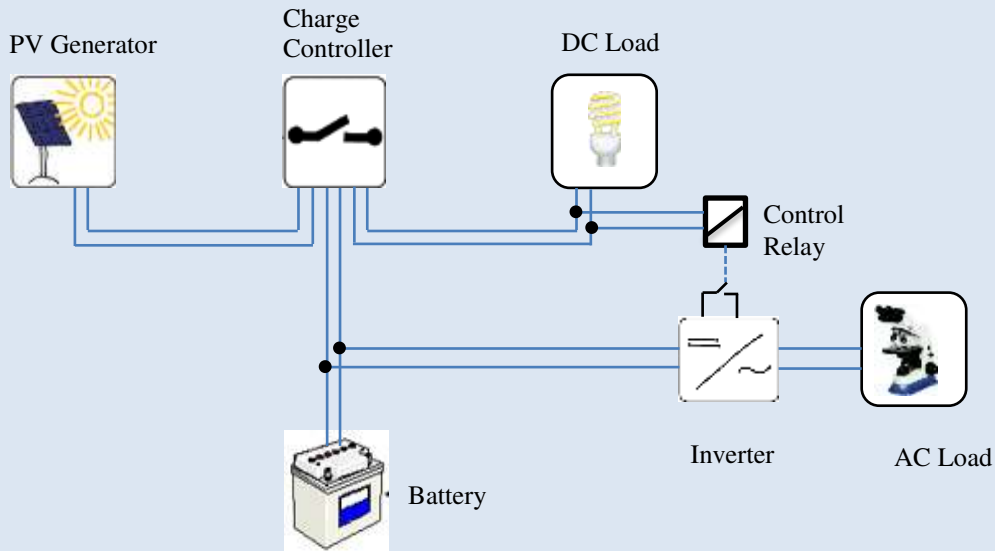 PV Generator
Charge
Controller
DC Load
Control
Relay
Inverter
AC Load
Battery